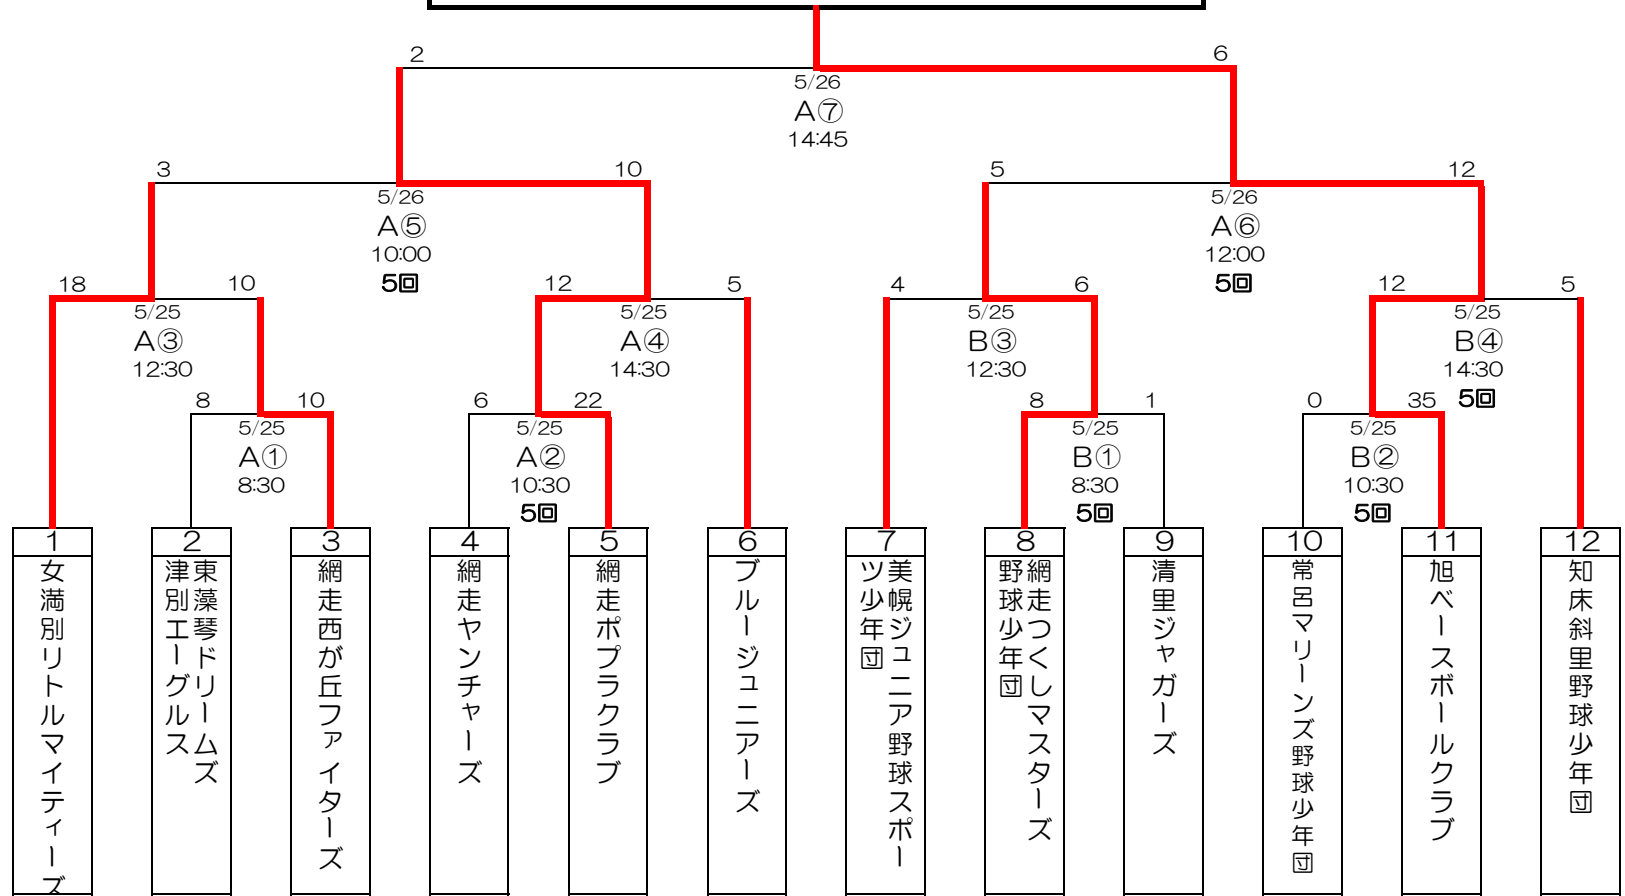 2 6
5/26
A⑦
14:45
3 10 5 12
5/26 5/26
A⑤ A⑥
10:00 12:00
5回 5回
18 10 12 5 4 6 12 5
5/25 5/25 5/25 5/25
A③ A④ B③ B④
12:30 14:30 12:30 14:30
5回
8 10 6 22 8 1 0 35
5/25 5/25 5/25 5/25
A① A② B① B②
8:30 10:30 8:30 10:30
5回 5回 5回
1 2 3 4 5 6 7 8 9 10 11 12
女満別リトルマイティーズ
東藻琴ドリームズ
津別エーグルス
網走西が丘ファイターズ
網走ヤンチャーズ
網走ポプラクラブ
ブルージュニアーズ
美幌ジュニア野球スポー
ツ少年団
網走つくしマスターズ
野球少年団
清里ジャガーズ
常呂マリーンズ野球少年団
旭ベースボールクラブ
知床斜里野球少年団